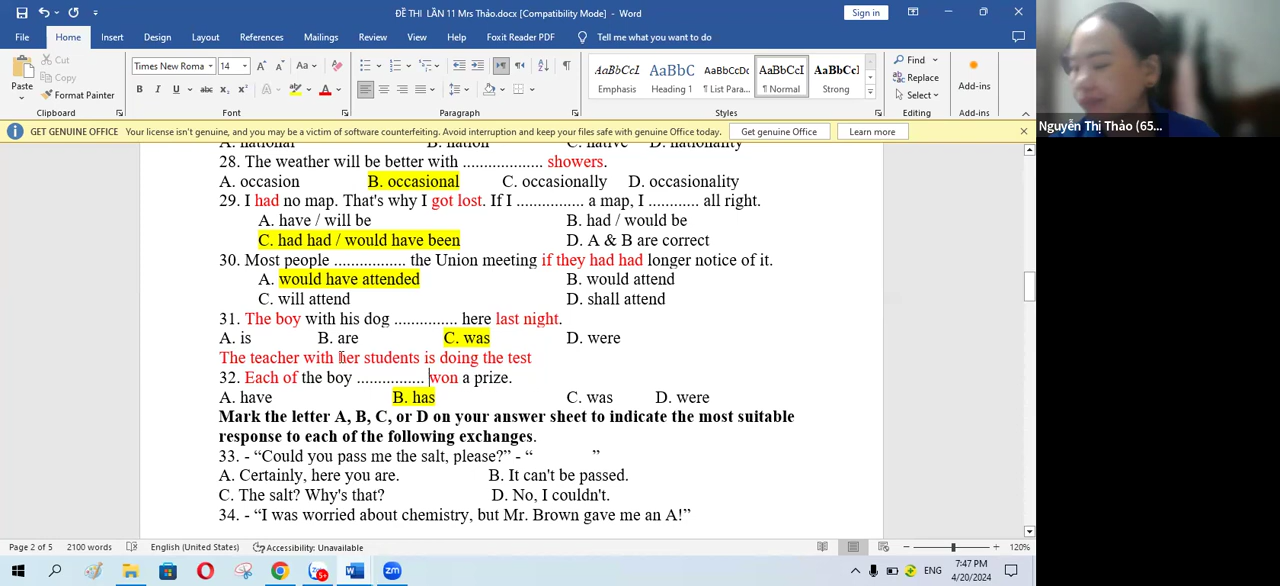 ĐỀ THI LẦN 11 Mrs Thảo.docx [Compatibility Mode] - Word
Sign in
File Home Insert Design Layout References Mailings Review View Help Foxit Reader PDF Tell me what you want to do
Paste
Cut
Copy
Format Painter
Clipboard
Times New Roma 14
Font
Paragraph
AaBbCcI Emphasis
AaBbC Heading 1
AaBbCcDc ¶ List Para...
AaBbCcI ¶ Normal
AaBbCcI Strong
Styles
Find
Replace
Select
Editing
Add-ins
Add-ins
GET GENUINE OFFICE Your license isn't genuine, and you may be a victim of software counterfeiting. Avoid interruption and keep your files safe with genuine Office today. Get genuine Office Learn more
A. national B. nation C. native D. nationality
28. The weather will be better with ................... showers.
A. occasion B. occasional C. occasionally D. occasionality
29. I had no map. That's why I got lost. If I ................ a map, I ............ all right.
A. have / will be B. had / would be
C. had had / would have been D. A & B are correct
30. Most people ................. the Union meeting if they had had longer notice of it.
A. would have attended B. would attend
C. will attend D. shall attend
31. The boy with his dog .............. here last night.
A. is B. are C. was D. were
The teacher with her students is doing the test
32. Each of the boy ................ won a prize.
A. have B. has C. was D. were
Mark the letter A, B, C, or D on your answer sheet to indicate the most suitable
response to each of the following exchanges.
33. - “Could you pass me the salt, please?” - “ ”
A. Certainly, here you are. B. It can't be passed.
C. The salt? Why's that? D. No, I couldn't.
34. - “I was worried about chemistry, but Mr. Brown gave me an A!”
Page 2 of 5 2100 words English (United States) Accessibility: Unavailable 120%
ENG 7:47 PM
4/20/2024
Nguyễn Thị Thảo (65...